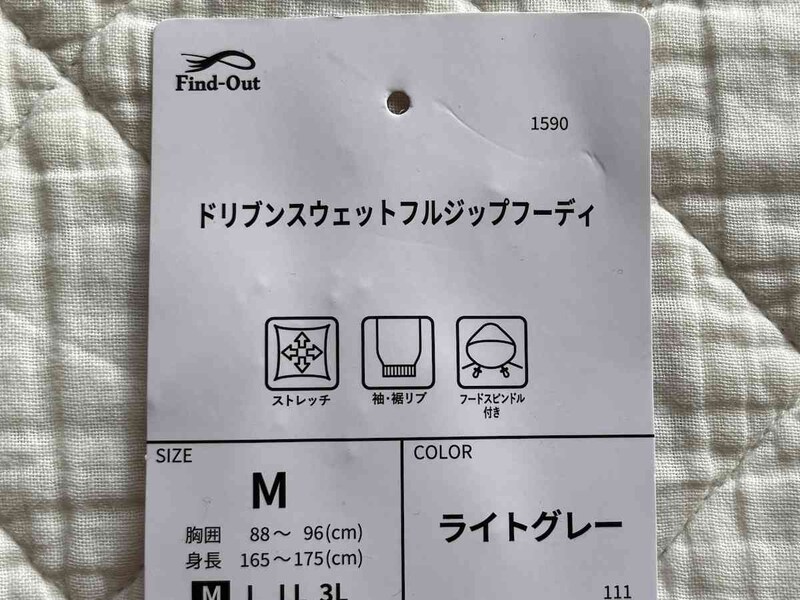 Find-Out
1590
ドリブンスウェットフルジップフーディ
ストレッチ
袖・裾リブ
フードスピンドル
付き
SIZE
M
胸囲 88～ 96(cm)
身長 165～175(cm)
M L LL 3L
COLOR
ライトグレー
111